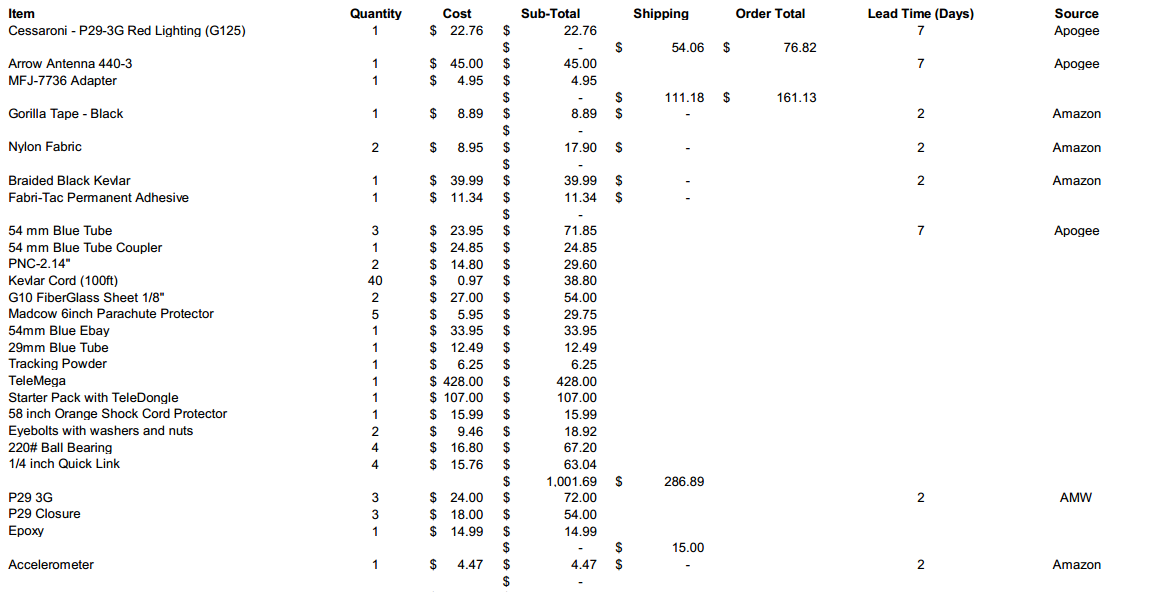 Item Quantity Cost Sub-Total Shipping Order Total Lead Time (Days) Source
Cessaroni - P29-3G Red Lighting (G125) 1 $ 22.76 $ 22.76 7 Apogee
$ - $ 54.06 $ 76.82
Arrow Antenna 440-3 1 $ 45.00 $ 45.00 7 Apogee
MFJ-7736 Adapter 1 $ 4.95 $ 4.95
$ - $ 111.18 $ 161.13
Gorilla Tape - Black 1 $ 8.89 $ 8.89 $ - 2 Amazon
$ -
Nylon Fabric 2 $ 8.95 $ 17.90 $ - 2 Amazon
$ -
Braided Black Kevlar 1 $ 39.99 $ 39.99 $ - 2 Amazon
Fabri-Tac Permanent Adhesive 1 $ 11.34 $ 11.34 $ -
$ -
54 mm Blue Tube 3 $ 23.95 $ 71.85 7 Apogee
54 mm Blue Tube Coupler 1 $ 24.85 $ 24.85
PNC-2.14" 2 $ 14.80 $ 29.60
Kevlar Cord (100ft) 40 $ 0.97 $ 38.80
G10 FiberGlass Sheet 1/8" 2 $ 27.00 $ 54.00
Madcow 6inch Parachute Protector 5 $ 5.95 $ 29.75
54mm Blue Ebay 1 $ 33.95 $ 33.95
29mm Blue Tube 1 $ 12.49 $ 12.49
Tracking Powder 1 $ 6.25 $ 6.25
TeleMega 1 $ 428.00 $ 428.00
Starter Pack with TeleDongle 1 $ 107.00 $ 107.00
58 inch Orange Shock Cord Protector 1 $ 15.99 $ 15.99
Eyebolts with washers and nuts 2 $ 9.46 $ 18.92
220# Ball Bearing 4 $ 16.80 $ 67.20
1/4 inch Quick Link 4 $ 15.76 $ 63.04
$ 1,001.69 $ 286.89
P29 3G 3 $ 24.00 $ 72.00 2 AMW
P29 Closure 3 $ 18.00 $ 54.00
Epoxy 1 $ 14.99 $ 14.99
$ - $ 15.00
Accelerometer 1 $ 4.47 $ 4.47 $ - 2 Amazon
$ -